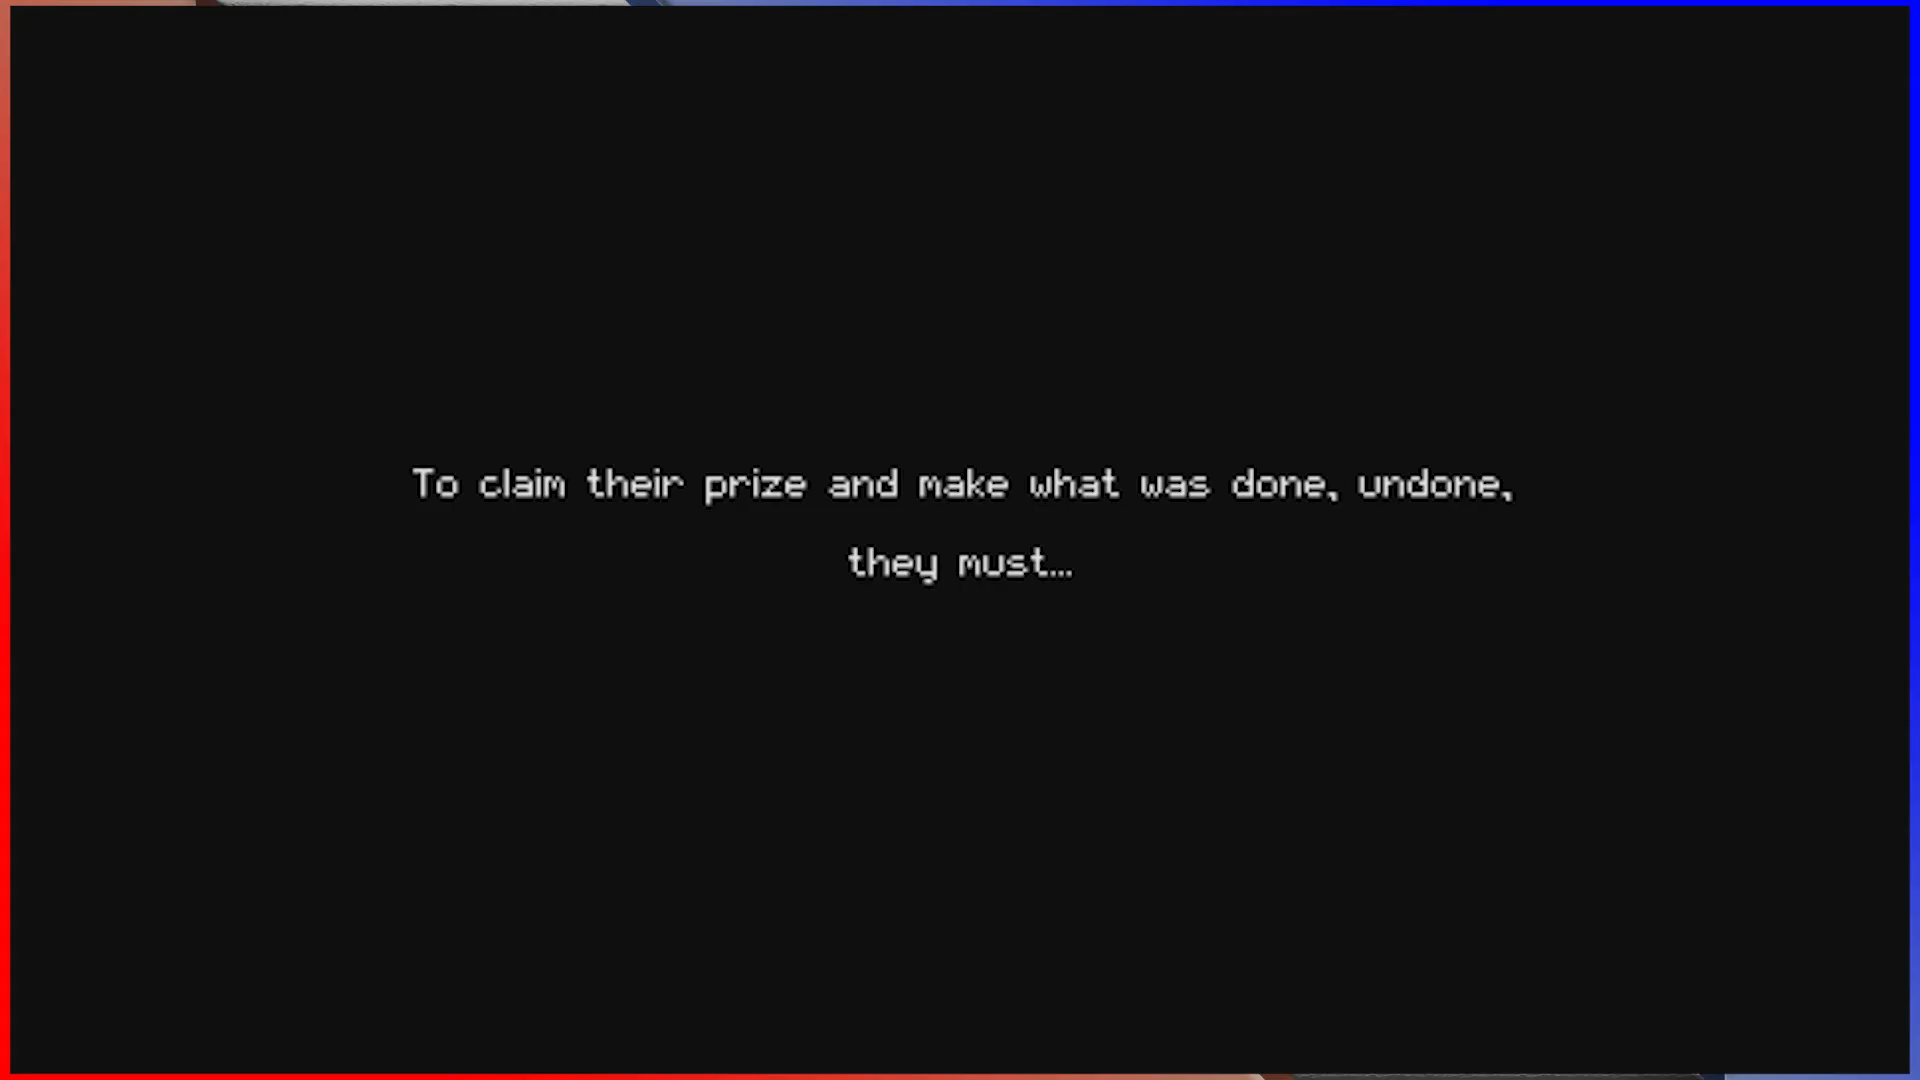 To claim their prize and make what was done, undone,
they must...